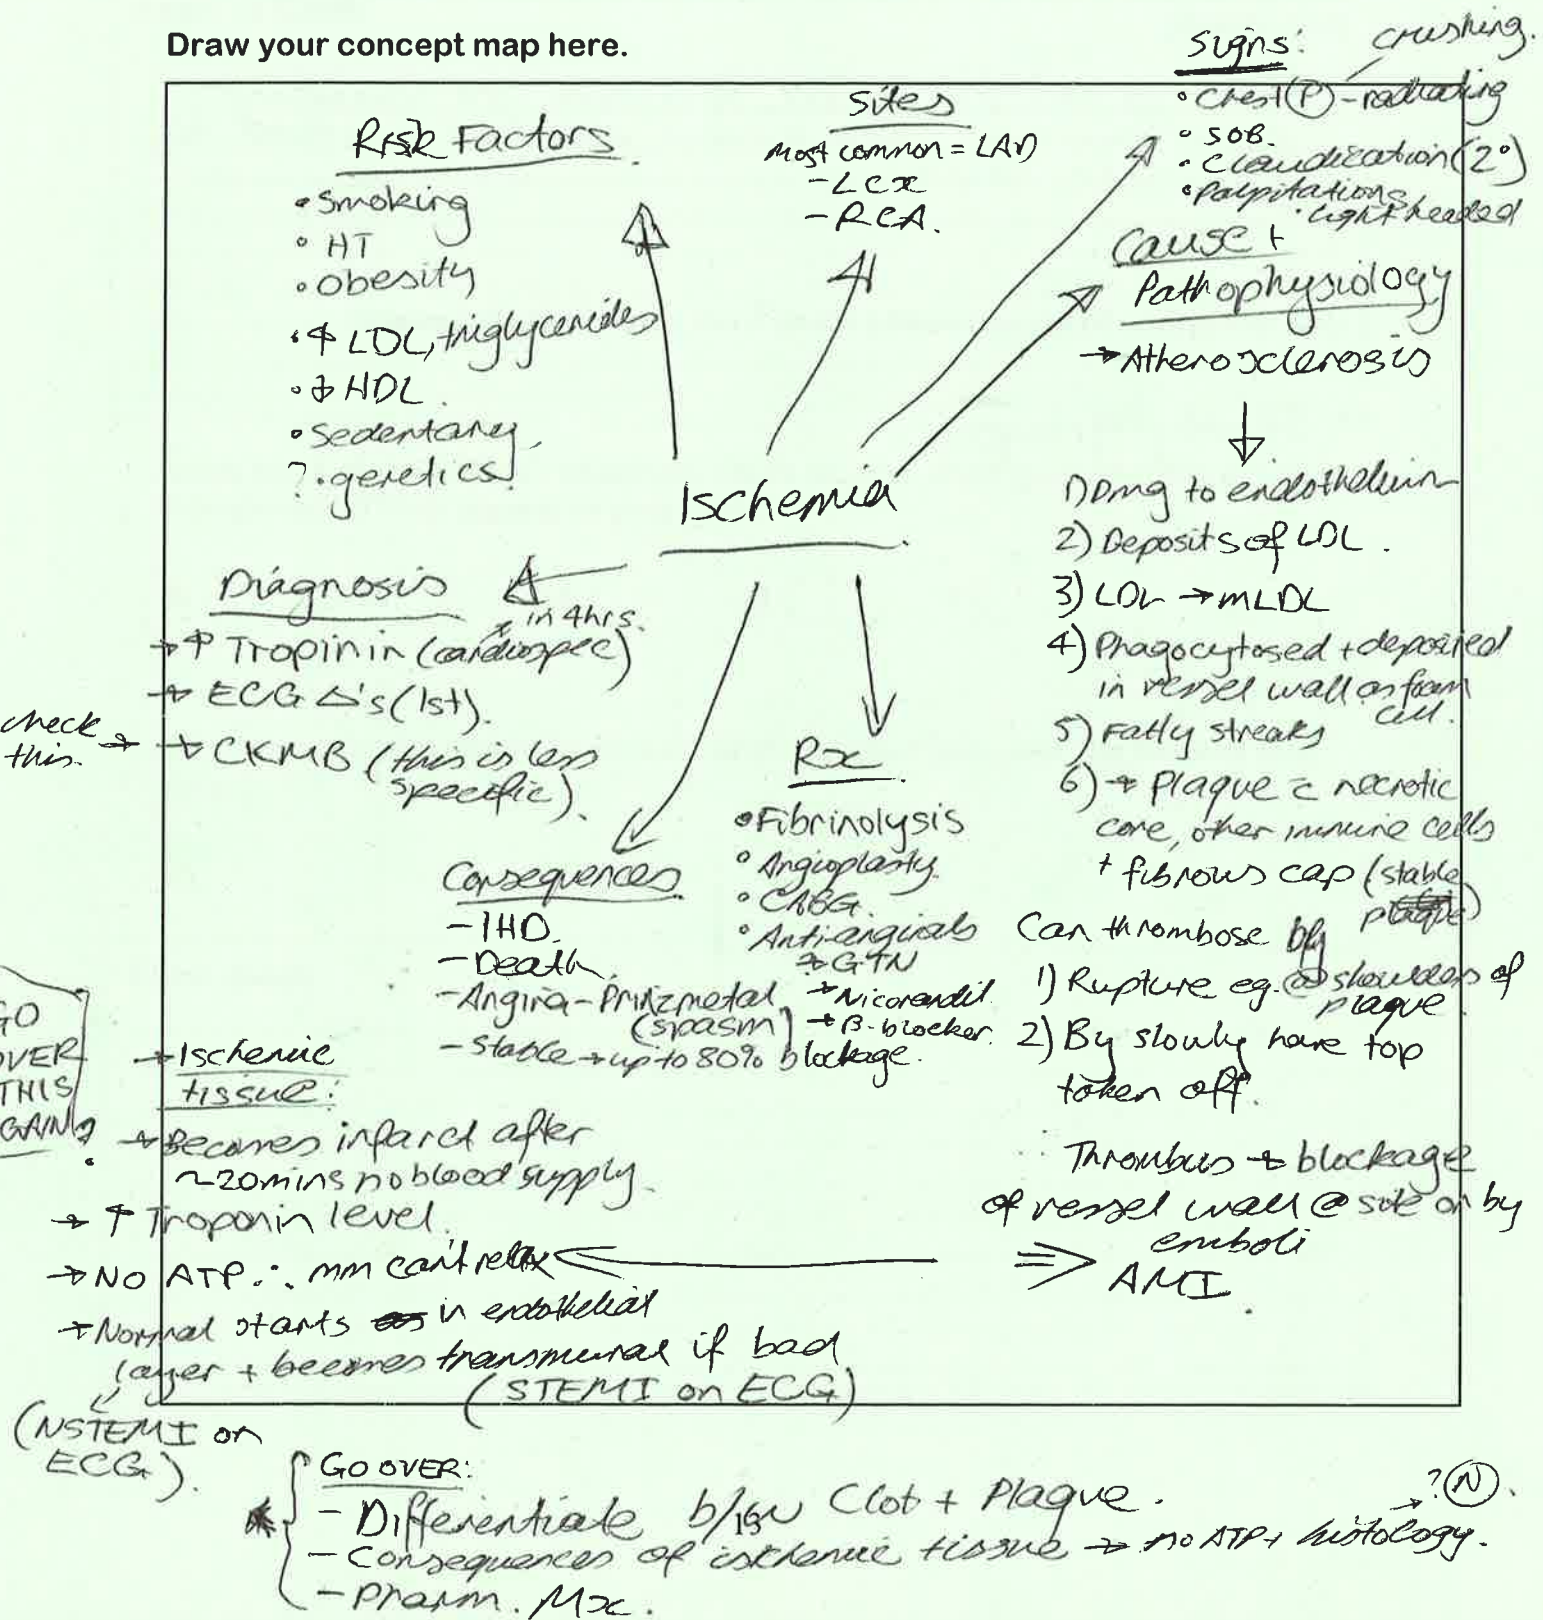 Draw your concept map here.
Signs: crushing.
• Chest (P) - radiating
• SOB.
• Claudication (2°)
• Palpitations
• light headed
Sites
Most common = LAD
- LCx
- RCA.
Risk Factors
• Smoking
• HT
• Obesity
• ↑ LDL, triglycerides
• ↓ HDL.
• Sedentary
? • genetics
Cause +
Pathophysiology
→ Atherosclerosis
↓
1) Dmg to endothelium
2) Deposits of LDL.
3) LDL → mLDL
4) Phagocytosed + deposited
in vessel wall as foam
cell.
5) Fatty streaks
6) → Plaque c necrotic
core, other immune cells
+ fibrous cap (stable
plaque)
Can thrombose by
1) Rupture eg. @ shoulders of
plaque
2) By slowly have top
taken off.
∴ Thrombus → blockage
of vessel wall @ site or by
emboli
⇒ AMI.
Ischemia
Diagnosis
in 4hrs.
→ ↑ Tropinin (cardiospec)
→ ECG Δ's (1st).
check this. → → CKMB (this is less
specific).
Rx
• Fibrinolysis
• Angioplasty
• CABG.
• Anti-anginals
→ GTN
→ Nicorandil
→ β-blocker.
Consequences
- IHD.
- Death.
- Angina - Prinzmetal
(spasm)
- Stable → up to 80% blockage.
GO
OVER
THIS
AGAIN?
→ Ischemic
tissue:
→ Becomes infarct after
~20mins no blood supply.
→ ↑ Troponin level.
→ NO ATP ∴ mm can't relax
→ Normal starts in endothelial
layer + becomes transmural if bad
(STEMI on ECG)
(NSTEMI on
ECG).
GO OVER:
- Differentiate b/w Clot + Plaque.
- Consequences of ischemic tissue → no ATP + histology. → ?(N).
- Pharm. Mx.